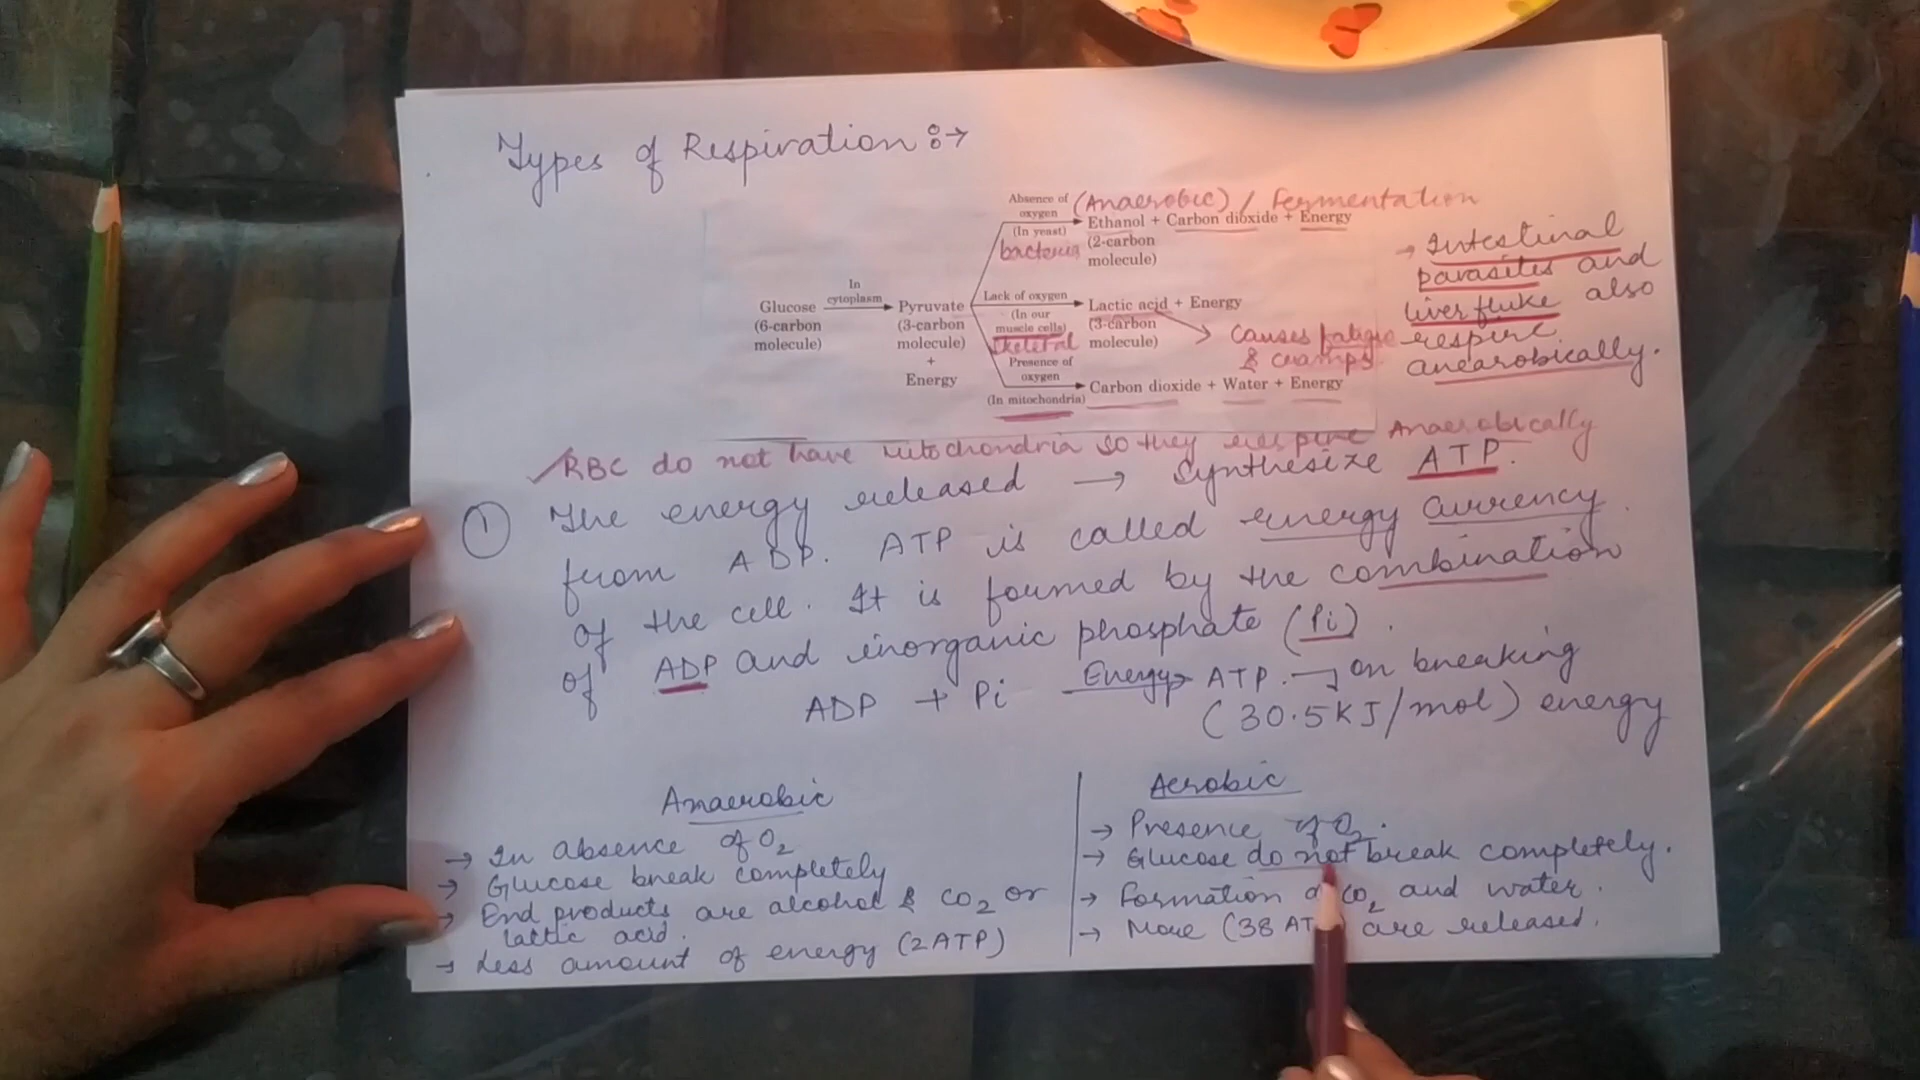 Types of Respiration :→
Absence of oxygen (Anaerobic) / Fermentation
(In yeast) Ethanol + Carbon dioxide + Energy
bacteria (2-carbon molecule)
→ Intestinal
parasites and
liver fluke also
respire
anearobically.
Glucose In cytoplasm Pyruvate Lack of oxygen Lactic acid + Energy
(6-carbon molecule) (3-carbon molecule) (In our muscle cells) (3-carbon molecule)
skeletal
causes fatigue
& cramps
+
Energy
Presence of oxygen
Carbon dioxide + Water + Energy
(In mitochondria)
RBC do not have mitochondria so they respire Anaerobically
① The energy released → synthesize ATP.
from ADP. ATP is called energy currency
of the cell. It is formed by the combination
of ADP and inorganic phosphate (Pi).
ADP + Pi Energy→ ATP. → on breaking
(30.5KJ/mol) energy
Anaerobic
→ In absence of O2
→ Glucose break completely
→ End products are alcohol & CO2 or
lattic acid.
→ Less amount of energy (2ATP)
Aerobic
→ Presence of O2.
→ Glucose do not break completely.
→ Formation of CO2 and water.
→ More (38 AT are released.